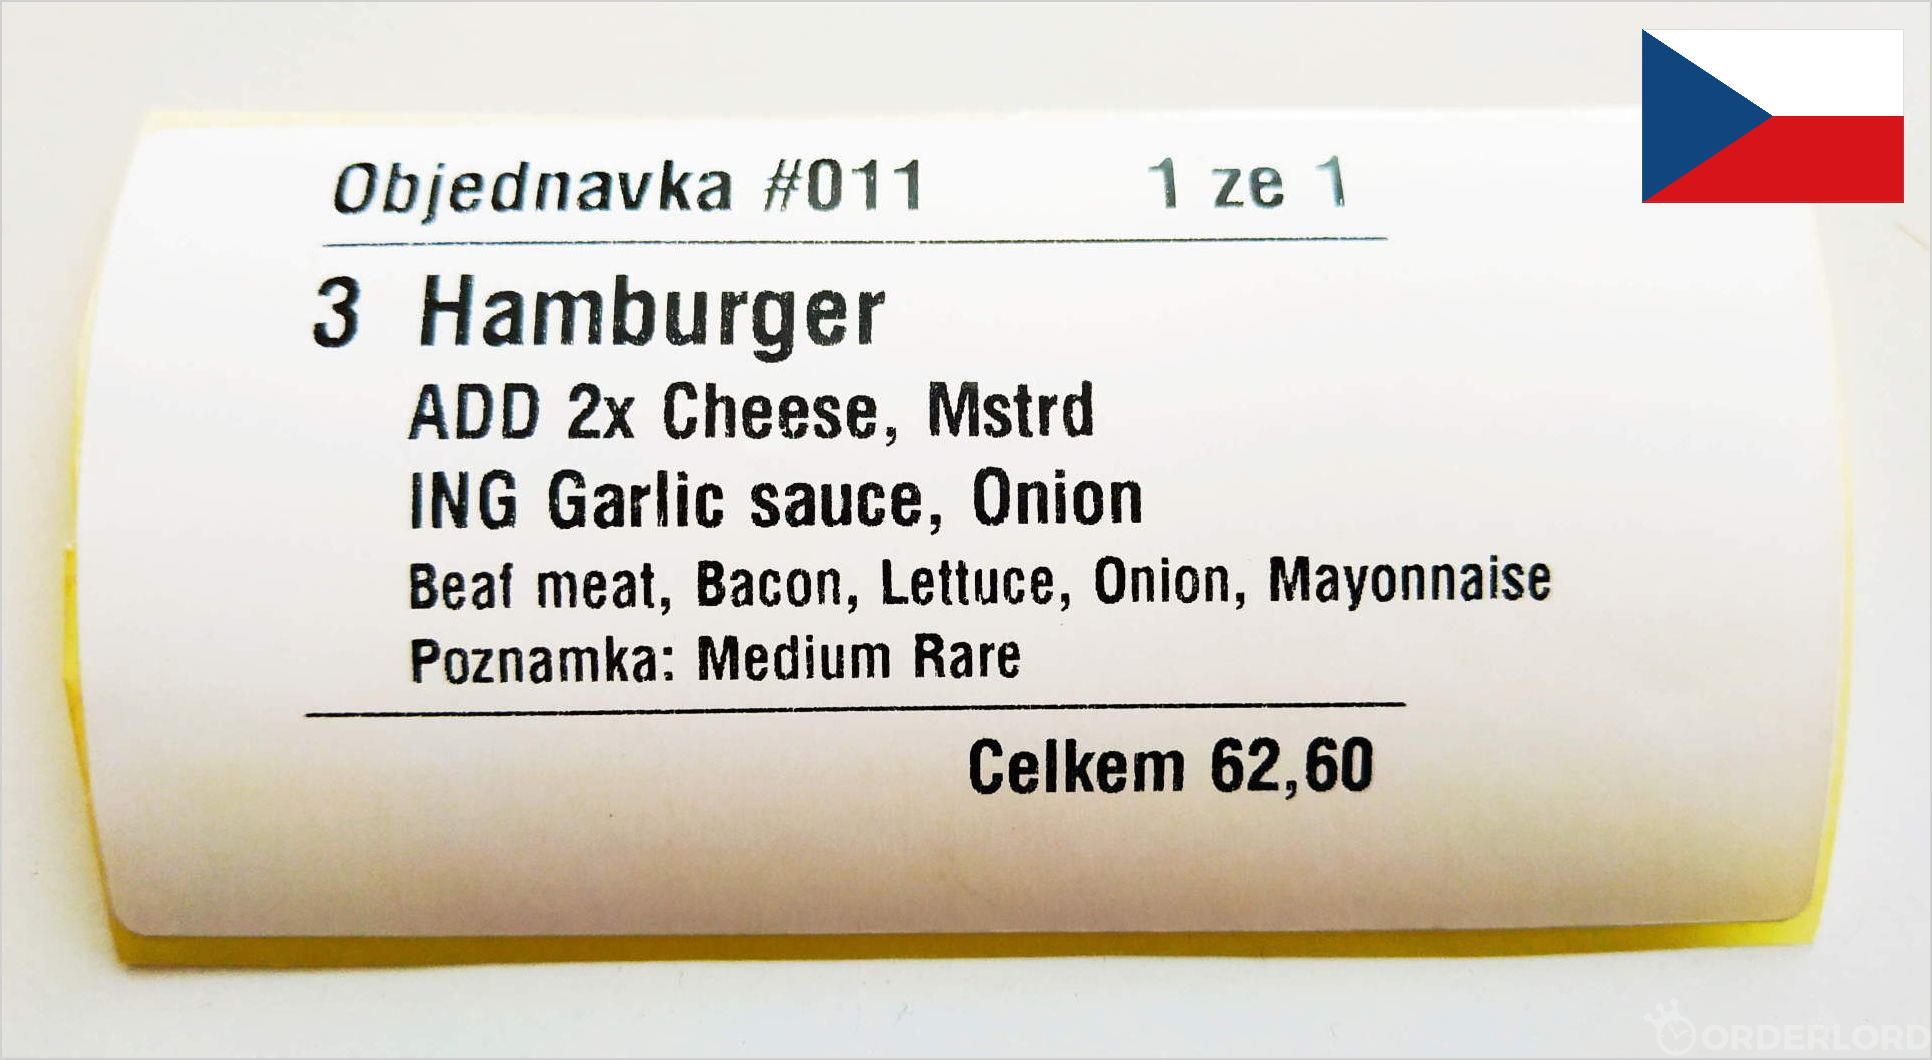 Objednavka #011 1 ze 1
3 Hamburger
ADD 2x Cheese, Mstrd
ING Garlic sauce, Onion
Beaf meat, Bacon, Lettuce, Onion, Mayonnaise
Poznamka: Medium Rare
Celkem 62,60
ORDERLORD